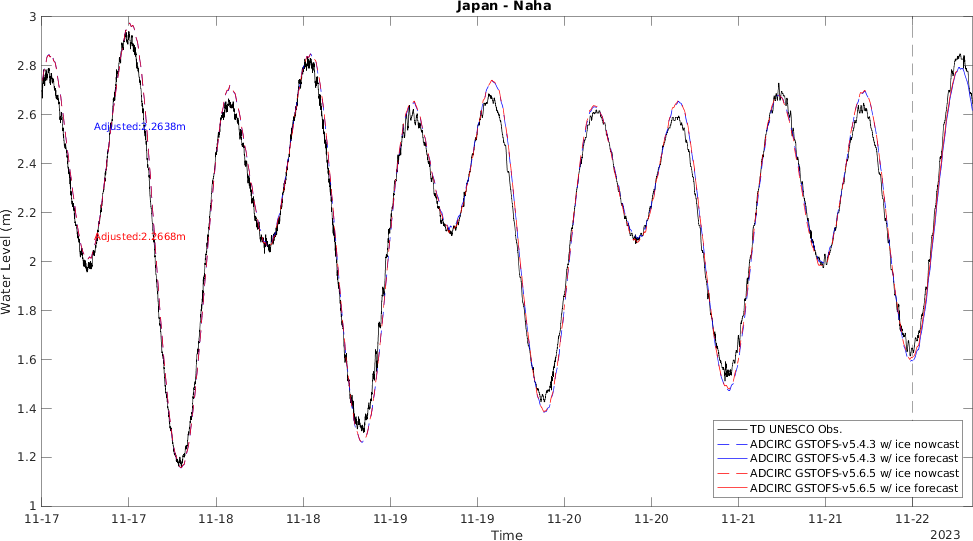 Japan - Naha
3
2.8
2.6
2.4
2.2
2
1.8
1.6
1.4
1.2
1
Water Level (m)
Adjusted:2.2638m
Adjusted:2.2668m
TD UNESCO Obs.
ADCIRC GSTOFS-v5.4.3 w/ ice nowcast
ADCIRC GSTOFS-v5.4.3 w/ ice forecast
ADCIRC GSTOFS-v5.6.5 w/ ice nowcast
ADCIRC GSTOFS-v5.6.5 w/ ice forecast
11-17 11-17 11-18 11-18 11-19 11-19 11-20 11-20 11-21 11-21 11-22
Time
2023